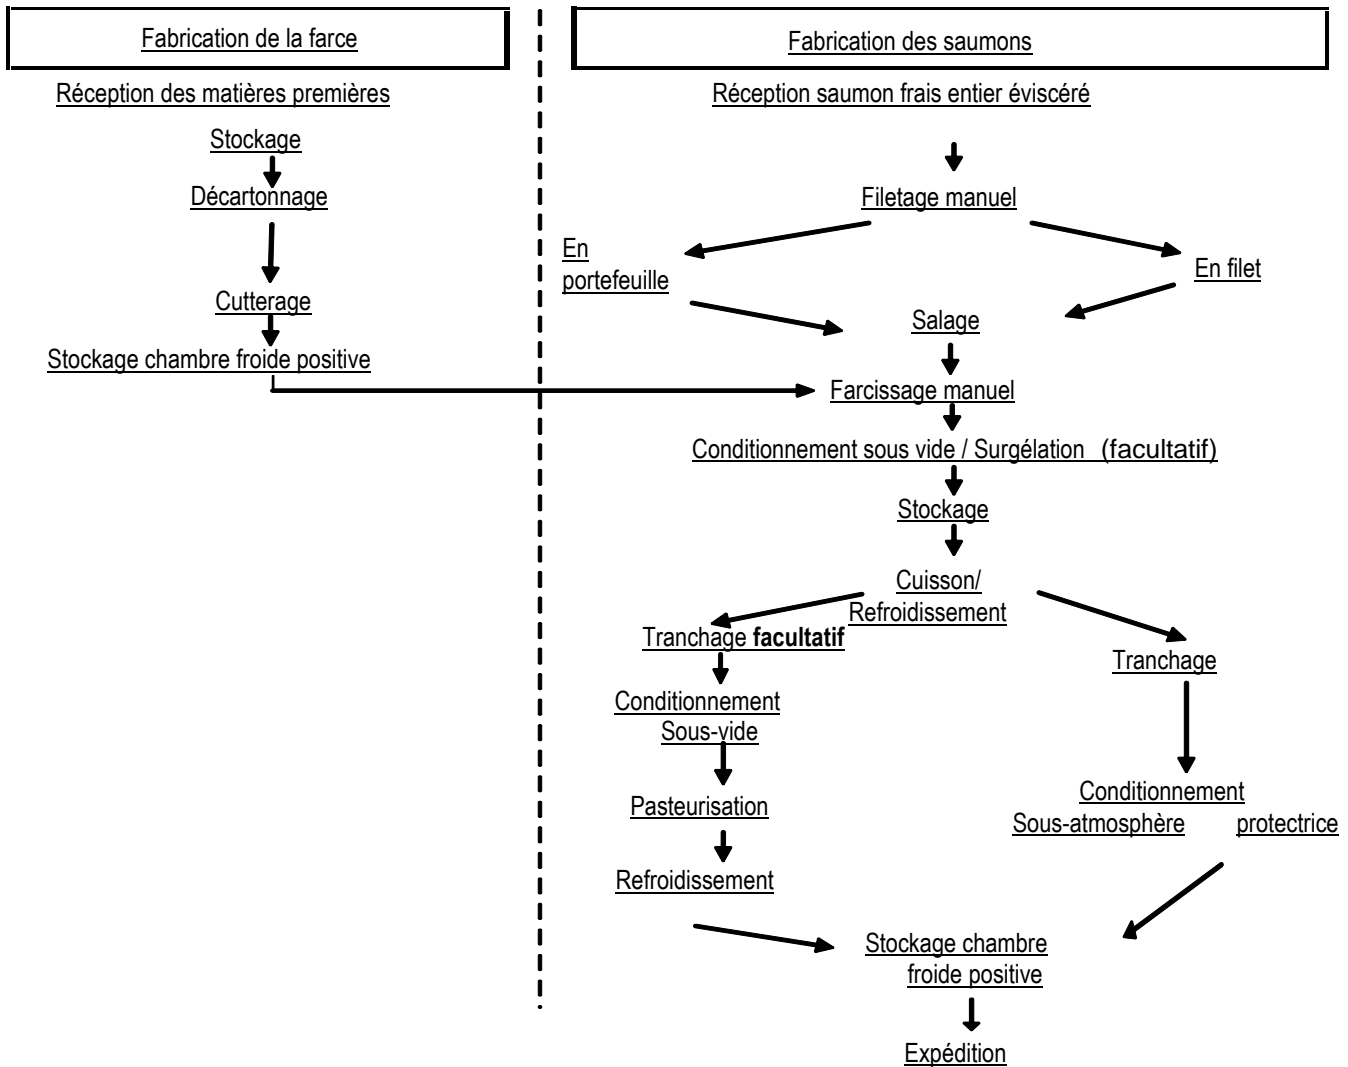 Fabrication de la farce
Réception des matières premières
Stockage
Décartonnage
Cutterage
Stockage chambre froide positive
Fabrication des saumons
Réception saumon frais entier éviscéré
Filetage manuel
En
portefeuille
En filet
Salage
Farcissage manuel
Conditionnement sous vide / Surgélation (facultatif)
Stockage
Cuisson/
Refroidissement
Tranchage facultatif
Conditionnement
Sous-vide
Pasteurisation
Refroidissement
Tranchage
Conditionnement
Sous-atmosphère protectrice
Stockage chambre
froide positive
Expédition